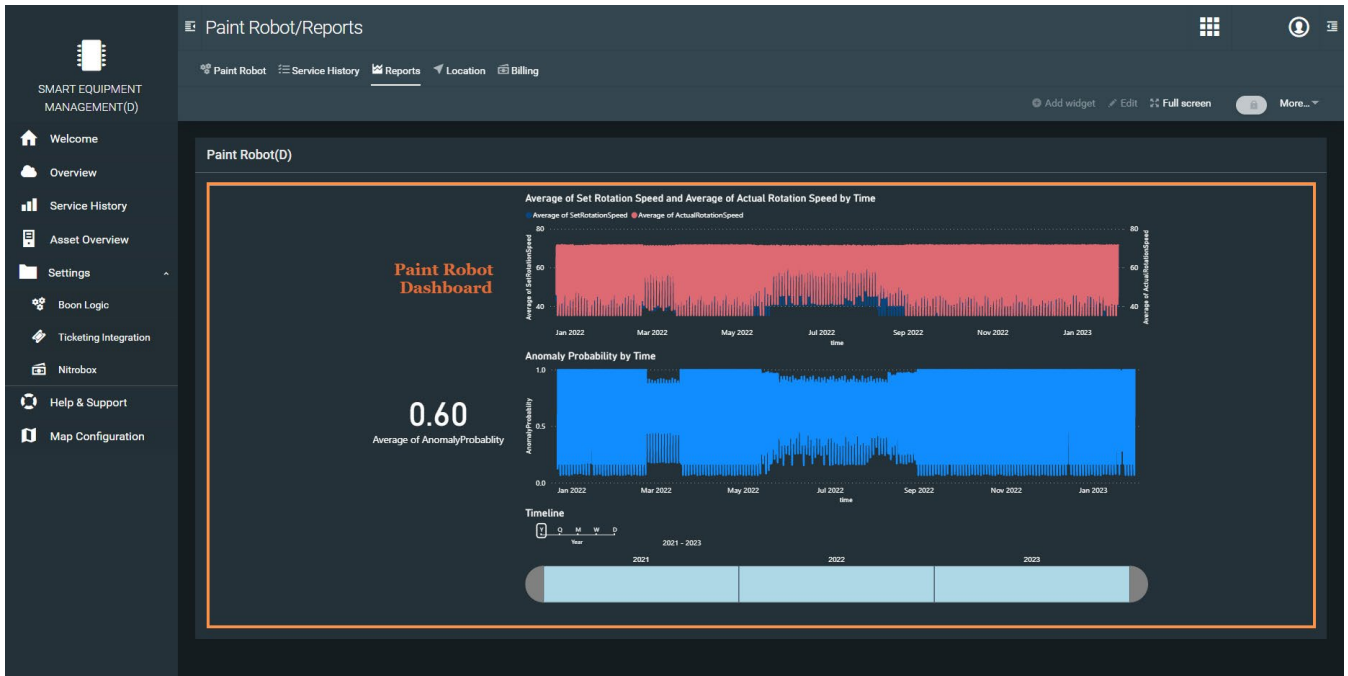 SMART EQUIPMENT
MANAGEMENT(D)
Welcome
Overview
Service History
Asset Overview
Settings
Boon Logic
Ticketing Integration
Nitrobox
Help & Support
Map Configuration
Paint Robot/Reports
Paint Robot Service History Reports Location Billing
Add widget Edit Full screen More...
Paint Robot(D)
Paint Robot
Dashboard
Average of Set Rotation Speed and Average of Actual Rotation Speed by Time
Average of SetRotationSpeed Average of ActualRotationSpeed
Average of SetRotationSpeed
80 80
60 60
40 40
Average of ActualRotationSpeed
Jan 2022 Mar 2022 May 2022 Jul 2022 Sep 2022 Nov 2022 Jan 2023
time
0.60
Average of AnomalyProbablity
Anomaly Probability by Time
AnomalyProbablity
1.0
0.5
0.0
Jan 2022 Mar 2022 May 2022 Jul 2022 Sep 2022 Nov 2022 Jan 2023
time
Timeline
Y Q M W D
Year 2021 - 2023
2021 2022 2023